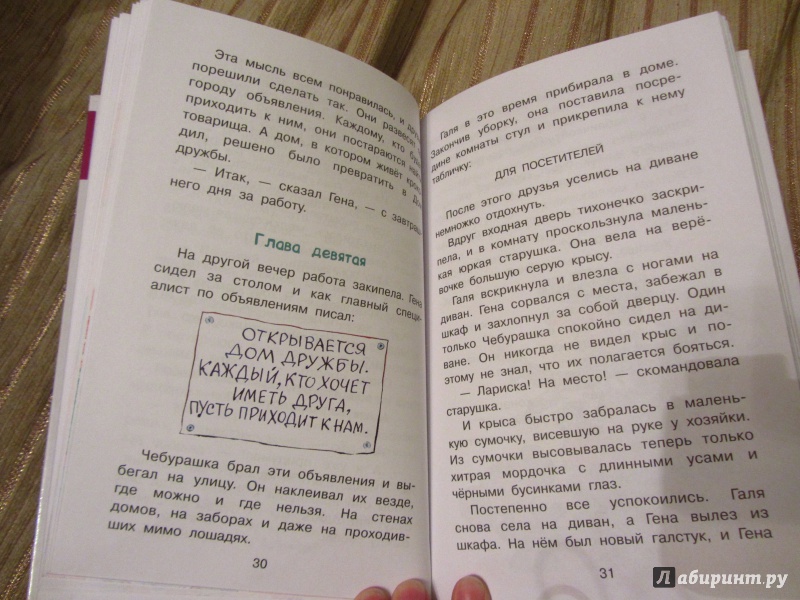 Эта мысль всем понравилась, и
порешили сделать так. Они развесят
городу объявления. Каждому, кто
приходить к ним, они постараются
товарища. А дом, в котором живёт
дил, решено было превратить в
дружбы.
— Итак, — сказал Гена, — с завтраш-
него дня за работу.
Глава девятая
На другой вечер работа закипела. Гена
сидел за столом и как главный специ-
алист по объявлениям писал:
ОТКРЫВАЕТСЯ
ДОМ ДРУЖБЫ.
КАЖДЫЙ, КТО ХОЧЕТ
ИМЕТЬ ДРУГА,
ПУСТЬ ПРИХОДИТ К НАМ.
Чебурашка брал эти объявления и вы-
бегал на улицу. Он наклеивал их везде,
где можно и где нельзя. На стенах
домов, на заборах и даже на проходив-
ших мимо лошадях.
30
Галя в это время прибирала в доме.
Закончив уборку, она поставила посре-
дине комнаты стул и прикрепила к нему
табличку:
ДЛЯ ПОСЕТИТЕЛЕЙ
После этого друзья уселись на диване
немножко отдохнуть.
Вдруг входная дверь тихонечко заскри-
пела, и в комнату проскользнула малень-
кая юркая старушка. Она вела на верё-
вочке большую серую крысу.
Галя вскрикнула и влезла с ногами на
диван. Гена сорвался с места, забежал в
шкаф и захлопнул за собой дверцу. Один
только Чебурашка спокойно сидел на ди-
ване. Он никогда не видел крыс и по-
этому не знал, что их полагается бояться.
— Лариска! На место! — скомандовала
старушка.
И крыса быстро забралась в малень-
кую сумочку, висевшую на руке у хозяйки.
Из сумочки высовывалась теперь только
хитрая мордочка с длинными усами и
чёрными бусинками глаз.
Постепенно все успокоились. Галя
снова села на диван, а Гена вылез из
шкафа. На нём был новый галстук, и Гена
31
Лабиринт.ру